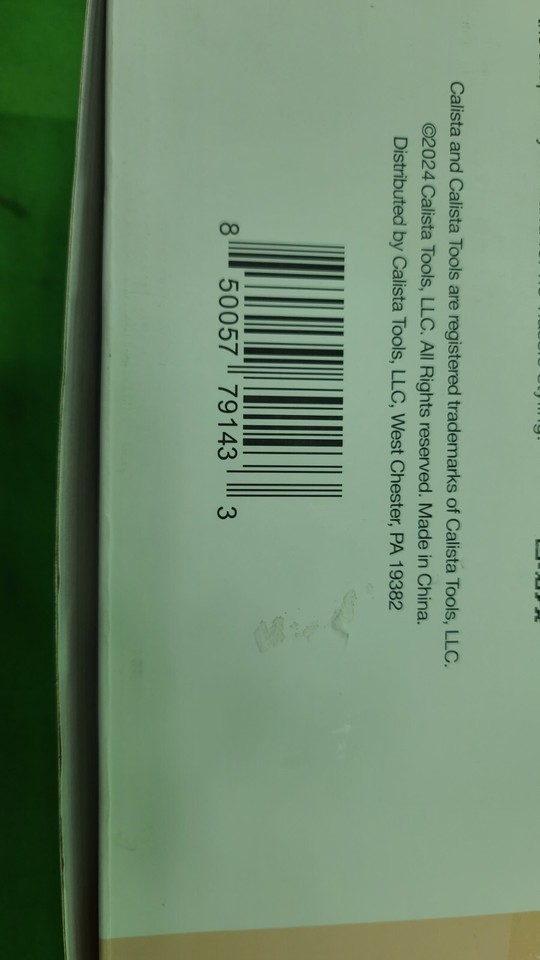 Calista and Calista Tools are registered trademarks of Calista Tools, LLC.
©2024 Calista Tools, LLC. All Rights reserved. Made in China.
Distributed by Calista Tools, LLC, West Chester, PA 19382
8 50057 79143 3